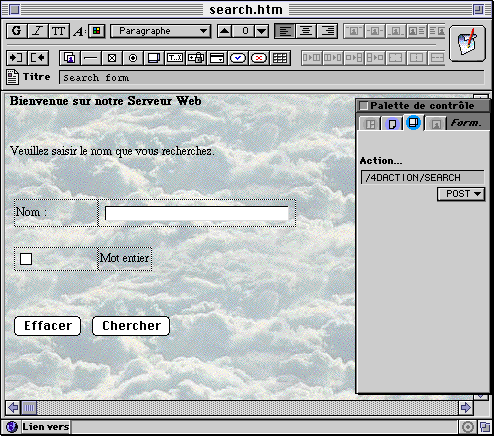 search.htm
G I TT A: Paragraphe 0
Titre Search form
Bienvenue sur notre Serveur Web
Veuillez saisir le nom que vous recherchez.
Nom :
Mot entier
Effacer Chercher
Palette de contrôle
Form.
Action...
/4DACTION/SEARCH
POST
Lien vers